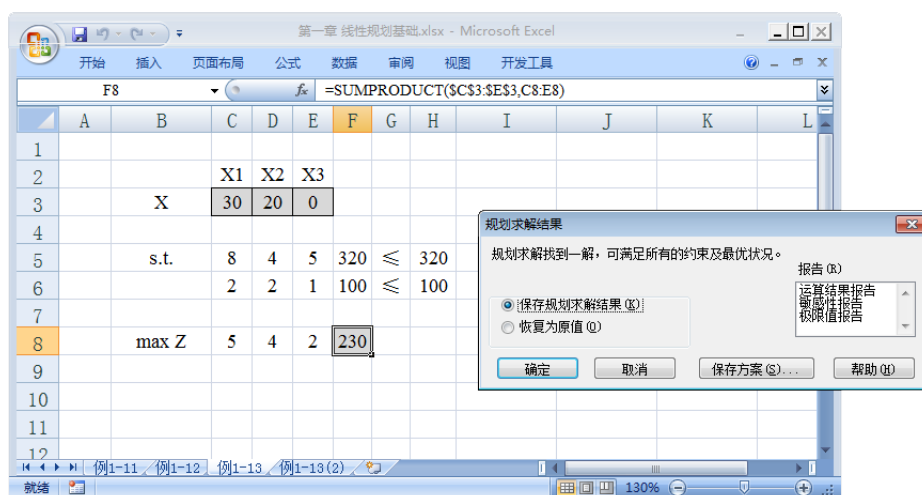 第一章 线性规划基础.xlsx - Microsoft Excel
开始 插入 页面布局 公式 数据 审阅 视图 开发工具
F8 fx =SUMPRODUCT($C$3:$E$3,C8:E8)
A B C D E F G H I J K L
1
2 X1 X2 X3
3 X 30 20 0
4
5 s.t. 8 4 5 320 ≤ 320
6 2 2 1 100 ≤ 100
7
8 max Z 5 4 2 230
9
10
11
12
规划求解结果
规划求解找到一解，可满足所有的约束及最优状况。
报告(R)
运算结果报告
敏感性报告
极限值报告
保存规划求解结果(K)
恢复为原值(O)
确定 取消 保存方案(S)... 帮助(H)
例1-11 例1-12 例1-13 例1-13(2)
就绪 130%